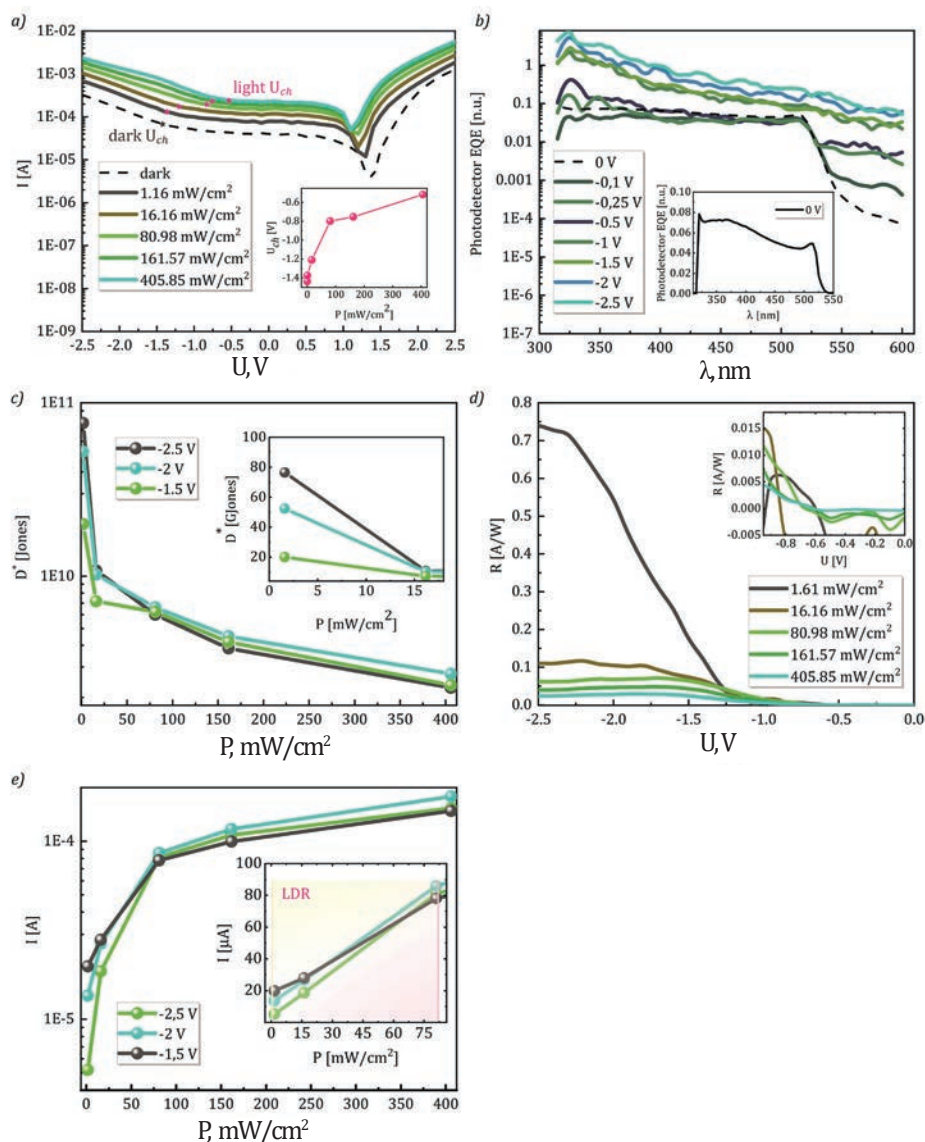 a)
1E-02
1E-03
1E-04
1E-05
1E-06
1E-07
1E-08
1E-09
I [A]
light U_ch
dark U_ch
dark
1.16 mW/cm²
16.16 mW/cm²
80.98 mW/cm²
161.57 mW/cm²
405.85 mW/cm²
-0.6
-0.8
-1.0
-1.2
-1.4
U_ch [V]
0 100 200 300 400
P [mW/cm²]
-2.5 -2.0 -1.5 -1.0 -0.5 0.0 0.5 1.0 1.5 2.0 2.5
U, V
b)
1
0.1
0.01
0.001
1E-4
1E-5
1E-6
1E-7
Photodetector EQE [n.u.]
0 V
-0,1 V
-0,25 V
-0.5 V
-1 V
-1.5 V
-2 V
-2.5 V
0.10
0.08
0.06
0.04
0.02
0.00
Photodetector EQE [n.u.]
0 V
350 400 450 500 550
λ [nm]
300 350 400 450 500 550 600
λ, nm
c)
1E11
1E10
D* [Jones]
-2.5 V
-2 V
-1.5 V
100
80
60
40
20
0
D* [GJones]
0 5 10 15
P [mW/cm²]
0 50 100 150 200 250 300 350 400
P, mW/cm²
d)
0.8
0.7
0.6
0.5
0.4
0.3
0.2
0.1
0.0
R [A/W]
0.015
0.010
0.005
0.000
-0.005
R [A/W]
-0.8 -0.6 -0.4 -0.2 0.0
U [V]
1.61 mW/cm²
16.16 mW/cm²
80.98 mW/cm²
161.57 mW/cm²
405.85 mW/cm²
-2.5 -2.0 -1.5 -1.0 -0.5 0.0
U, V
e)
1E-4
1E-5
I [A]
-2,5 V
-2 V
-1,5 V
100
80
60
40
20
I [µA]
LDR
0 15 30 45 60 75
P [mW/cm²]
0 50 100 150 200 250 300 350 400
P, mW/cm²